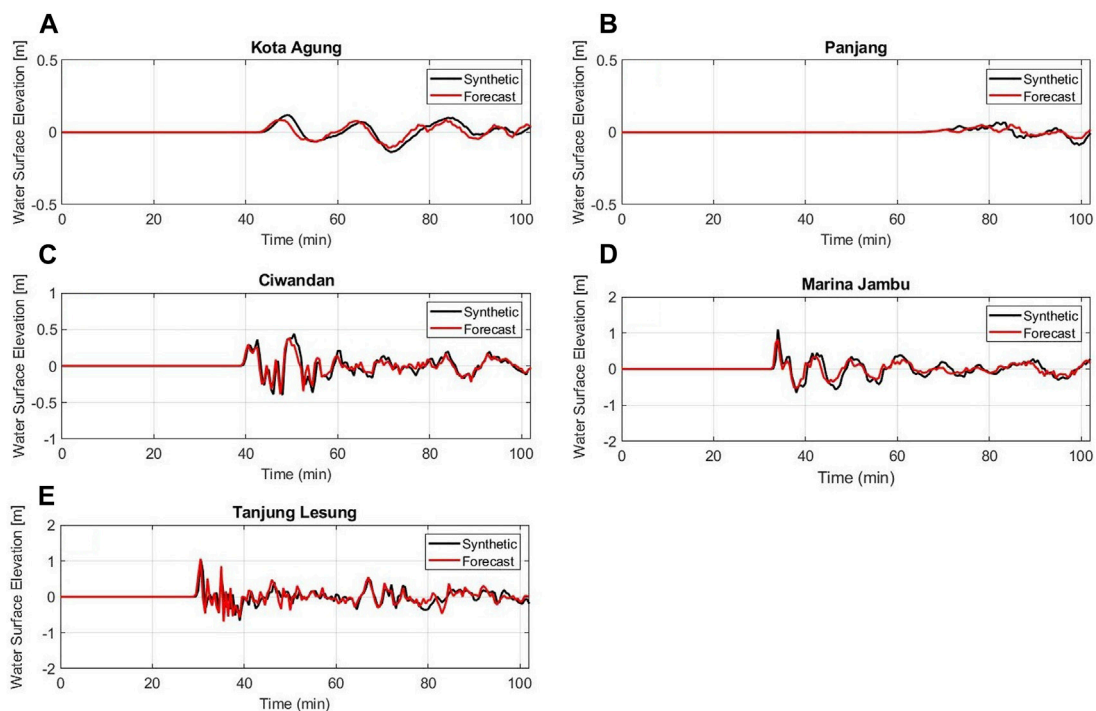 A
Kota Agung
Water Surface Elevation [m]
0.5
0
-0.5
Synthetic
Forecast
0 20 40 60 80 100
Time (min)
B
Panjang
Water Surface Elevation [m]
0.5
0
-0.5
Synthetic
Forecast
0 20 40 60 80 100
Time (min)
C
Ciwandan
Water Surface Elevation [m]
1
0.5
0
-0.5
-1
Synthetic
Forecast
0 20 40 60 80 100
Time (min)
D
Marina Jambu
Water Surface Elevation [m]
2
1
0
-1
-2
Synthetic
Forecast
0 20 40 60 80 100
Time (min)
E
Tanjung Lesung
Water Surface Elevation [m]
2
1
0
-1
-2
Synthetic
Forecast
0 20 40 60 80 100
Time (min)